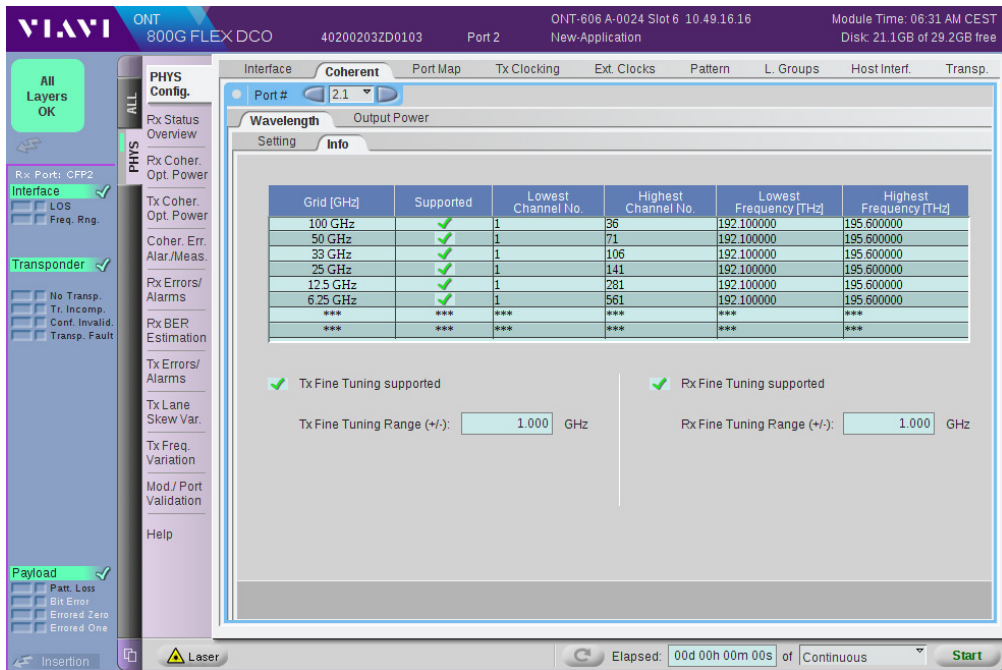 VIAVI
ONT
800G FLEX DCO
40200203ZD0103
Port 2
ONT-606 A-0024 Slot 6 10.49.16.16
New-Application
Module Time: 06:31 AM CEST
Disk: 21.1GB of 29.2GB free
All
Layers
OK
Rx Port: CFP2
Interface
LOS
Freq. Rng.
Transponder
No Transp.
Tr. Incomp.
Conf. Invalid.
Transp. Fault
Payload
Patt. Loss
Bit Error
Errored Zero
Errored One
Insertion
ALL
PHYS
PHYS
Config.
Rx Status
Overview
Rx Coher.
Opt. Power
Tx Coher.
Opt. Power
Coher. Err.
Alar./Meas.
Rx Errors/
Alarms
Rx BER
Estimation
Tx Errors/
Alarms
Tx Lane
Skew Var.
Tx Freq.
Variation
Mod./ Port
Validation
Help
Interface Coherent Port Map Tx Clocking Ext. Clocks Pattern L. Groups Host Interf. Transp.
Port # 2.1
Wavelength Output Power
Setting Info
Grid [GHz] Supported Lowest Channel No. Highest Channel No. Lowest Frequency [THz] Highest Frequency [THz]
100 GHz 1 36 192.100000 195.600000
50 GHz 1 71 192.100000 195.600000
33 GHz 1 106 192.100000 195.600000
25 GHz 1 141 192.100000 195.600000
12.5 GHz 1 281 192.100000 195.600000
6.25 GHz 1 561 192.100000 195.600000
*** *** *** *** *** ***
*** *** *** *** *** ***
Tx Fine Tuning supported
Rx Fine Tuning supported
Tx Fine Tuning Range (+/-): 1.000 GHz
Rx Fine Tuning Range (+/-): 1.000 GHz
Laser
Elapsed: 00d 00h 00m 00s of Continuous
Start